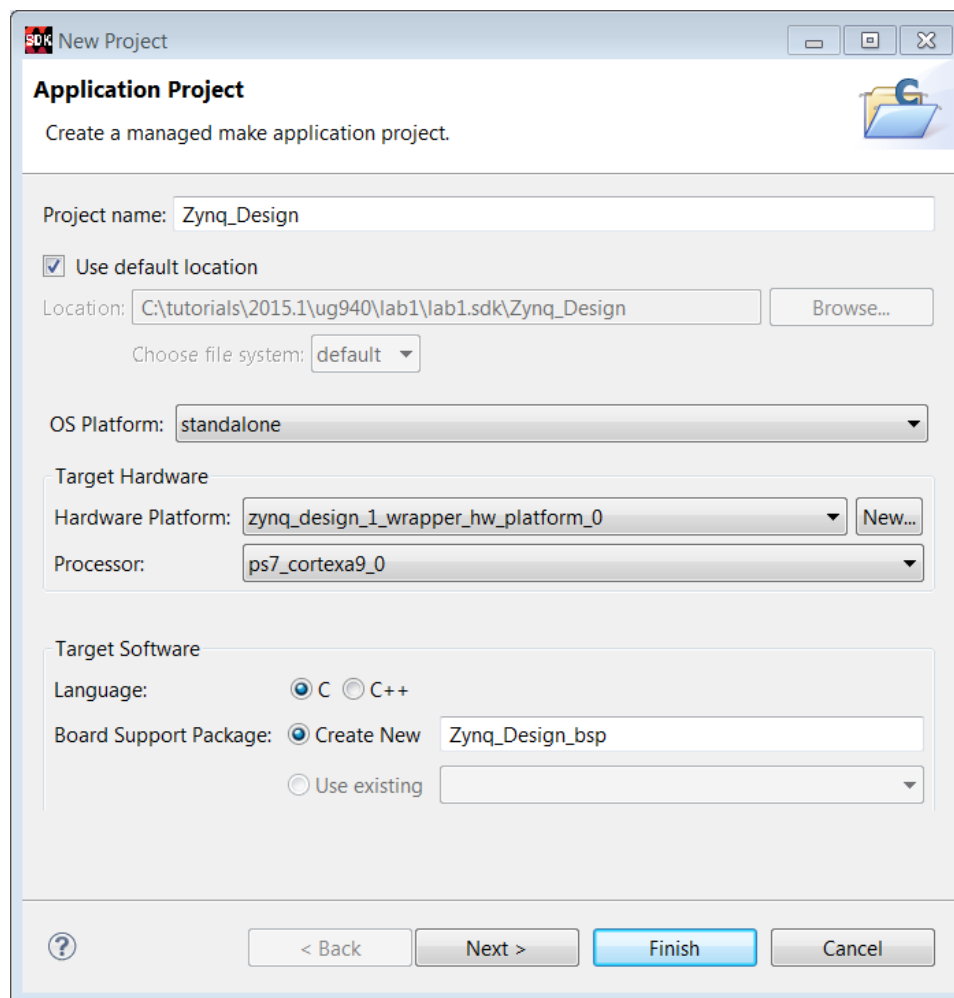 SDK New Project
Application Project
Create a managed make application project.
Project name: Zynq_Design
Use default location
Location: C:\tutorials\2015.1\ug940\lab1\lab1.sdk\Zynq_Design Browse...
Choose file system: default
OS Platform: standalone
Target Hardware
Hardware Platform: zynq_design_1_wrapper_hw_platform_0 New...
Processor: ps7_cortexa9_0
Target Software
Language: C C++
Board Support Package: Create New Zynq_Design_bsp
Use existing
? < Back Next > Finish Cancel